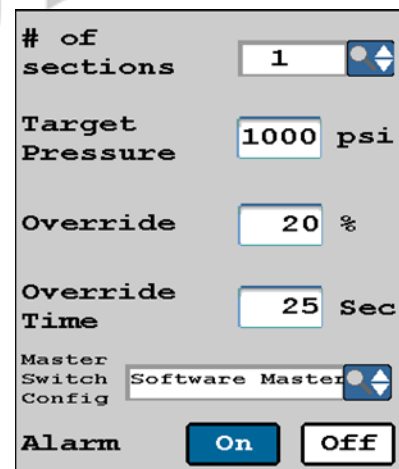 # of
sections
1
Target
Pressure
1000 psi
Override
20 %
Override
Time
25 Sec
Master
Switch
Config
Software Master
Alarm On Off